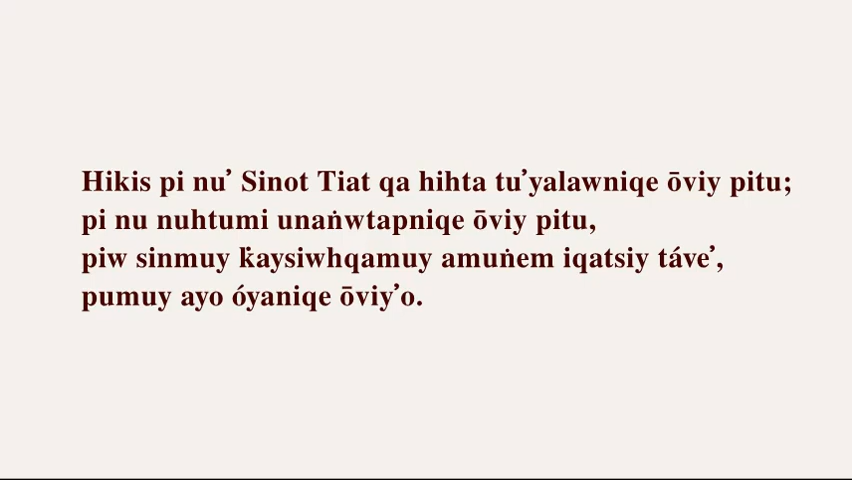 Hikis pi nuʼ Sinot Tiat qa hihta tuʼyalawniqe ōviy pitu;
pi nu nuhtumi unaṅwtapniqe ōviy pitu,
piw sinmuy k̇aysiwhqamuy amuṅem iqatsiy táveʼ,
pumuy ayo óyaniqe ōviyʼo.